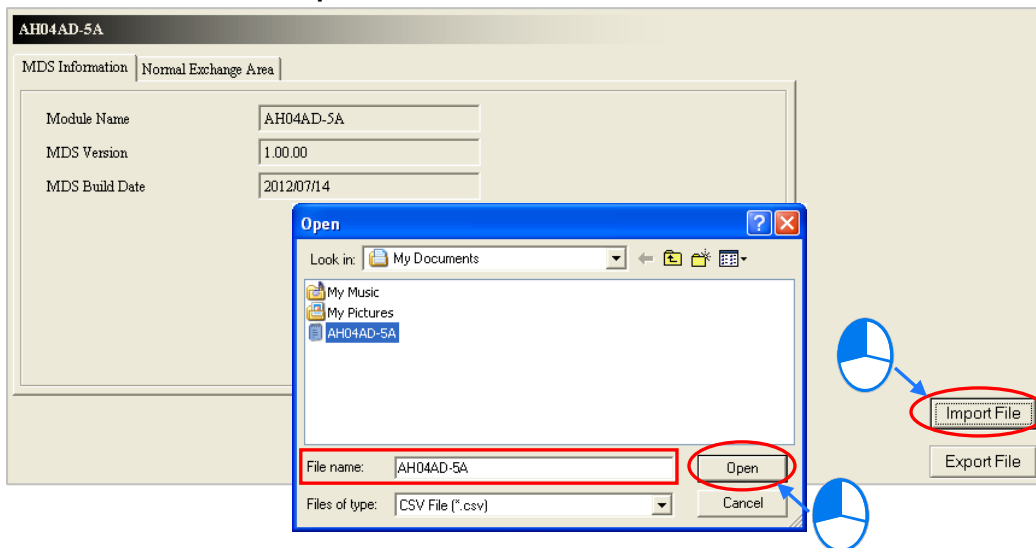 AH04AD-5A
MDS Information Normal Exchange Area
Module Name AH04AD-5A
MDS Version 1.00.00
MDS Build Date 2012/07/14
Open
Look in: My Documents
My Music
My Pictures
AH04AD-5A
File name: AH04AD-5A Open
Files of type: CSV File (*.csv) Cancel
Import File
Export File